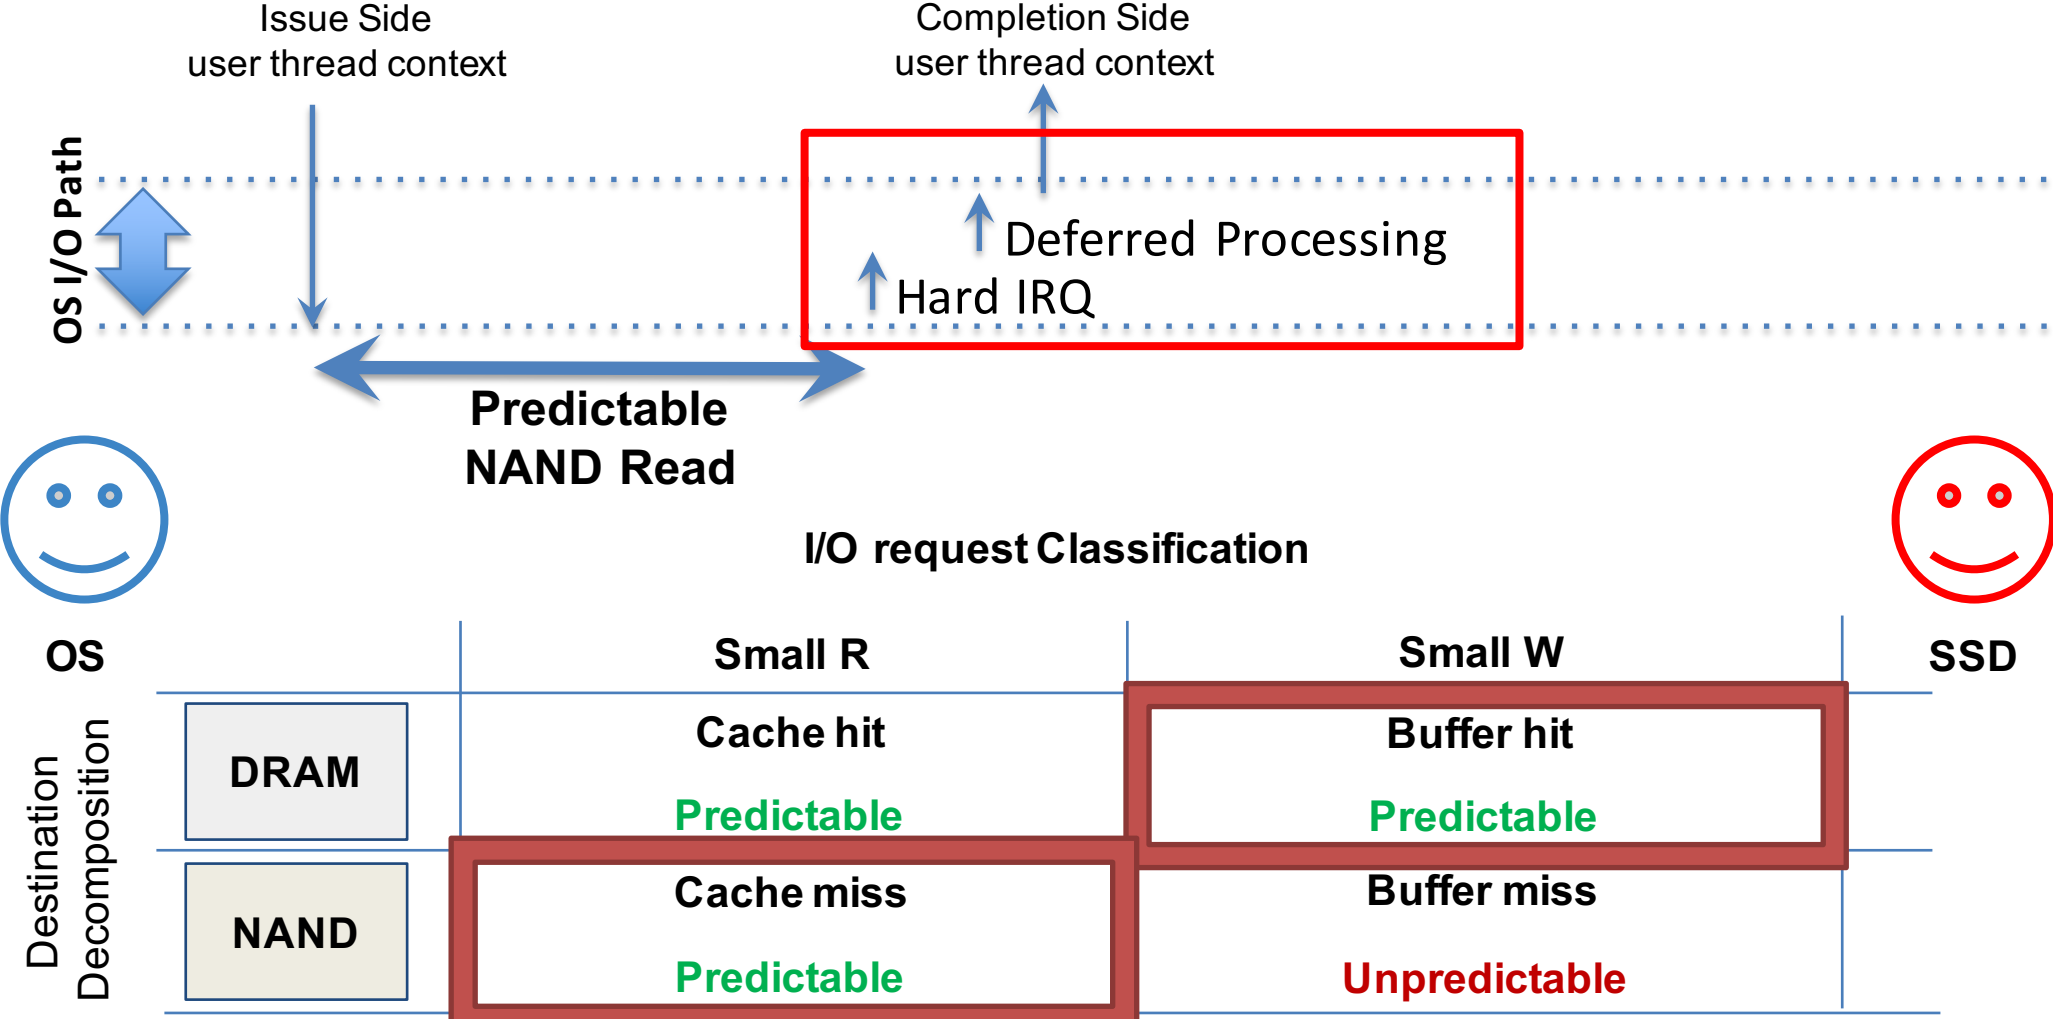 Issue Side
user thread context
Completion Side
user thread context
OS I/O Path
Deferred Processing
Hard IRQ
Predictable
NAND Read
I/O request Classification
OS
Small R
Small W
SSD
Destination
Decomposition
DRAM
Cache hit
Predictable
Buffer hit
Predictable
NAND
Cache miss
Predictable
Buffer miss
Unpredictable